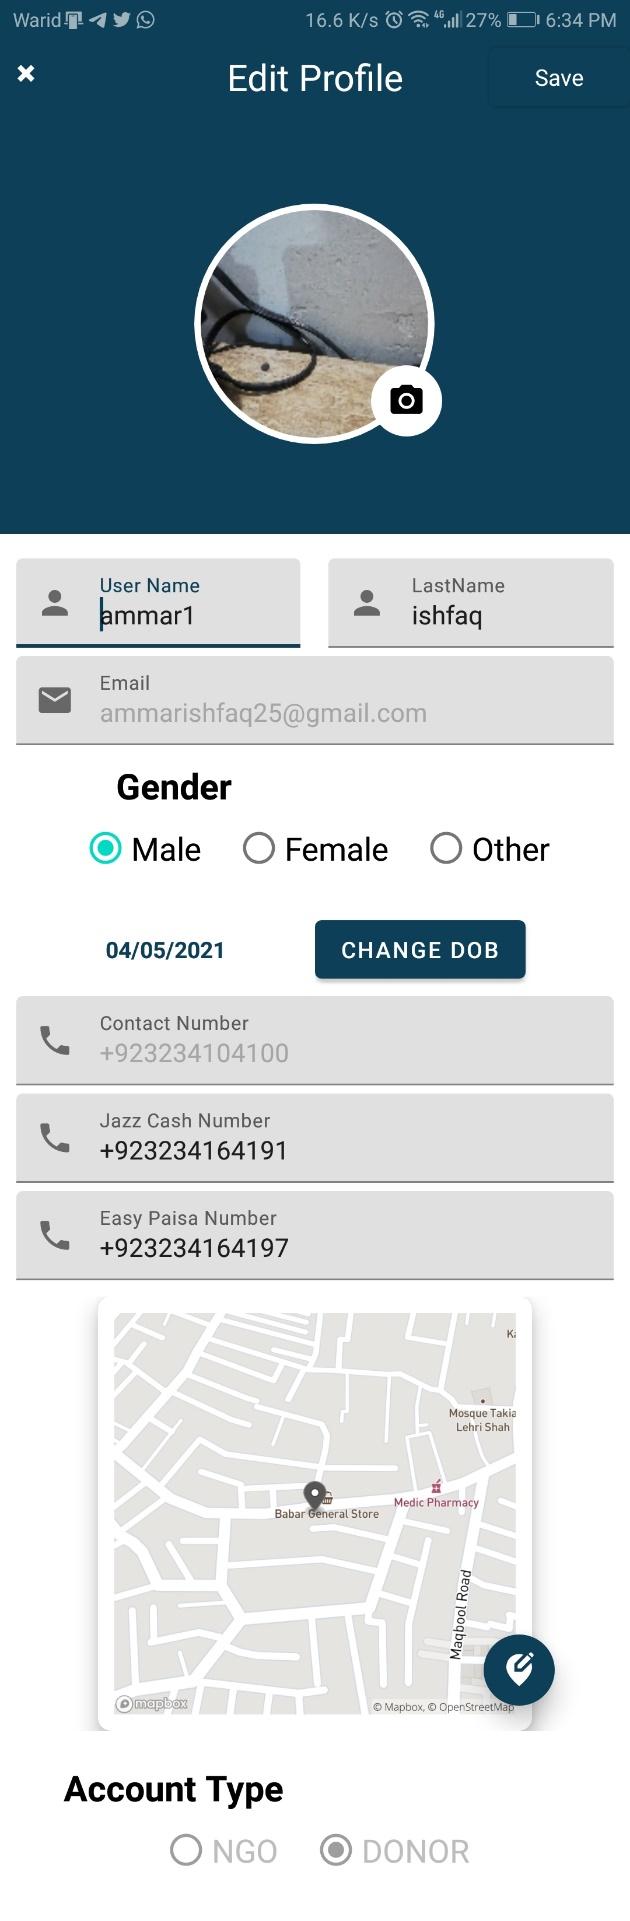 Warid 16.6 K/s 4G 27% 6:34 PM
Edit Profile Save
User Name LastName
ammar1 ishfaq
Email
ammarishfaq25@gmail.com
Gender
Male Female Other
04/05/2021 CHANGE DOB
Contact Number
+923234104100
Jazz Cash Number
+923234164191
Easy Paisa Number
+923234164197
Mosque Takia
Lehri Shah
Medic Pharmacy
Babar General Store
Maqbool Road
mapbox © Mapbox, © OpenStreetMap
Account Type
NGO DONOR